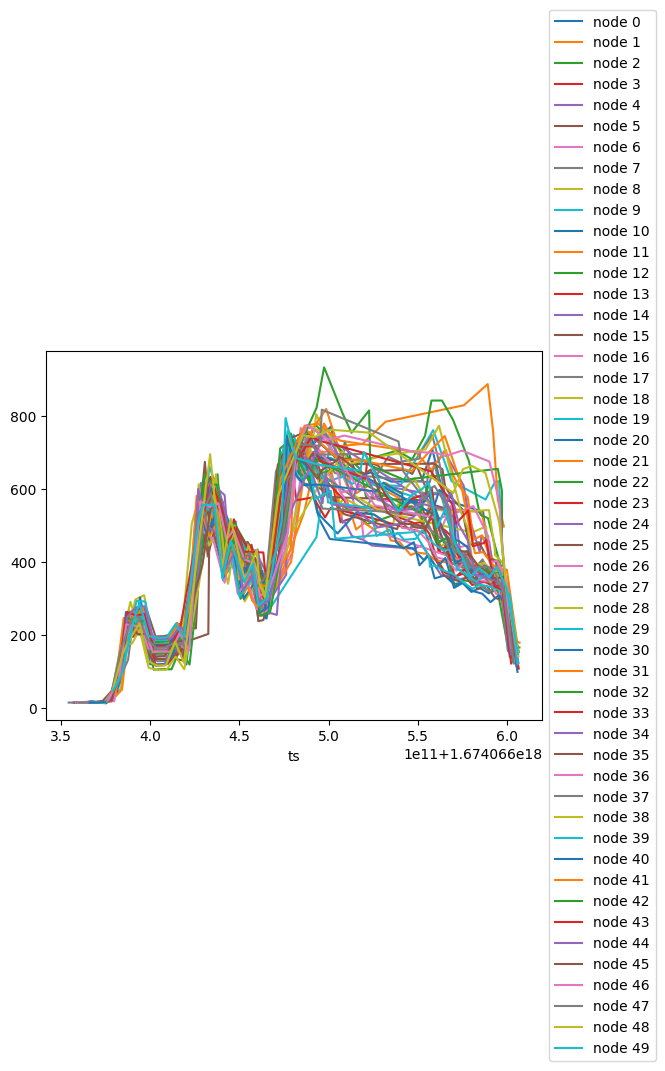 node 0
node 1
node 2
node 3
node 4
node 5
node 6
node 7
node 8
node 9
node 10
node 11
node 12
node 13
node 14
node 15
node 16
node 17
node 18
node 19
node 20
node 21
node 22
node 23
node 24
node 25
node 26
node 27
node 28
node 29
node 30
node 31
node 32
node 33
node 34
node 35
node 36
node 37
node 38
node 39
node 40
node 41
node 42
node 43
node 44
node 45
node 46
node 47
node 48
node 49
800
600
400
200
0
3.5 4.0 4.5 5.0 5.5 6.0
1e11+1.674066e18
ts